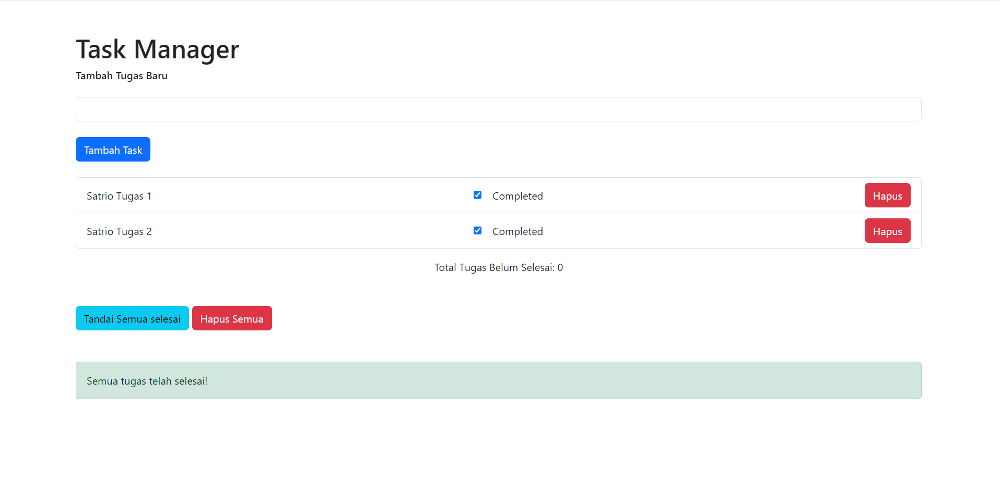 Task Manager
Tambah Tugas Baru
Tambah Task
Satrio Tugas 1 Completed Hapus
Satrio Tugas 2 Completed Hapus
Total Tugas Belum Selesai: 0
Tandai Semua selesai Hapus Semua
Semua tugas telah selesai!